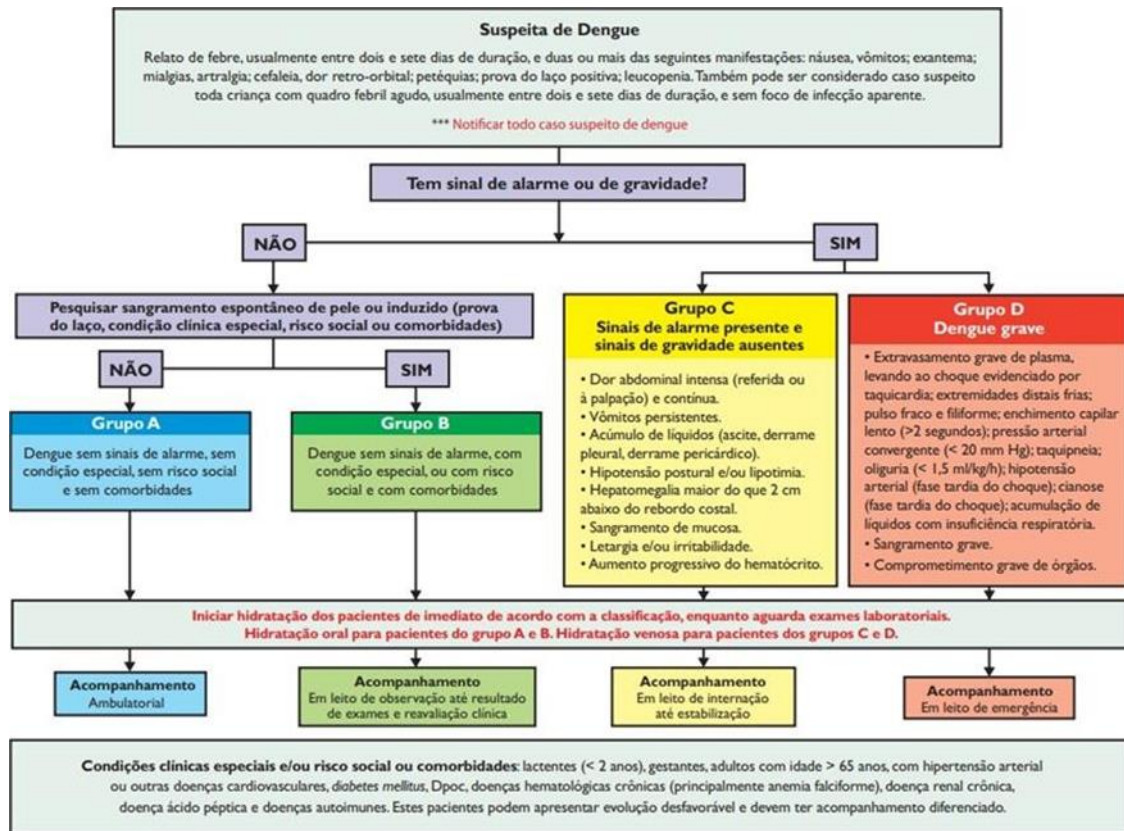 Suspeita de Dengue
Relato de febre, usualmente entre dois e sete dias de duração, e duas ou mais das seguintes manifestações: náusea, vômitos; exantema;
mialgias, artralgia; cefaleia, dor retro-orbital; petéquias; prova do laço positiva; leucopenia. Também pode ser considerado caso suspeito
toda criança com quadro febril agudo, usualmente entre dois e sete dias de duração, e sem foco de infecção aparente.
*** Notificar todo caso suspeito de dengue
Tem sinal de alarme ou de gravidade?
NÃO
SIM
Pesquisar sangramento espontâneo de pele ou induzido (prova
do laço, condição clínica especial, risco social ou comorbidades)
NÃO
SIM
Grupo A
Dengue sem sinais de alarme, sem
condição especial, sem risco social
e sem comorbidades
Grupo B
Dengue sem sinais de alarme, com
condição especial, ou com risco
social e com comorbidades
Grupo C
Sinais de alarme presente e
sinais de gravidade ausentes
• Dor abdominal intensa (referida ou
à palpação) e contínua.
• Vômitos persistentes.
• Acúmulo de líquidos (ascite, derrame
pleural, derrame pericárdico).
• Hipotensão postural e/ou lipotimia.
• Hepatomegalia maior do que 2 cm
abaixo do rebordo costal.
• Sangramento de mucosa.
• Letargia e/ou irritabilidade.
• Aumento progressivo do hematócrito.
Grupo D
Dengue grave
• Extravasamento grave de plasma,
levando ao choque evidenciado por
taquicardia; extremidades distais frias;
pulso fraco e filiforme; enchimento capilar
lento (>2 segundos); pressão arterial
convergente (< 20 mm Hg); taquipneia;
oliguria (< 1,5 ml/kg/h); hipotensão
arterial (fase tardia do choque); cianose
(fase tardia do choque); acumulação de
líquidos com insuficiência respiratória.
• Sangramento grave.
• Comprometimento grave de órgãos.
Iniciar hidratação dos pacientes de imediato de acordo com a classificação, enquanto aguarda exames laboratoriais.
Hidratação oral para pacientes do grupo A e B. Hidratação venosa para pacientes dos grupos C e D.
Acompanhamento
Ambulatorial
Acompanhamento
Em leito de observação até resultado
de exames e reavaliação clínica
Acompanhamento
Em leito de internação
até estabilização
Acompanhamento
Em leito de emergência
Condições clínicas especiais e/ou risco social ou comorbidades: lactentes (< 2 anos), gestantes, adultos com idade > 65 anos, com hipertensão arterial
ou outras doenças cardiovasculares, diabetes mellitus, Dpoc, doenças hematológicas crônicas (principalmente anemia falciforme), doença renal crônica,
doença ácido péptica e doenças autoimunes. Estes pacientes podem apresentar evolução desfavorável e devem ter acompanhamento diferenciado.